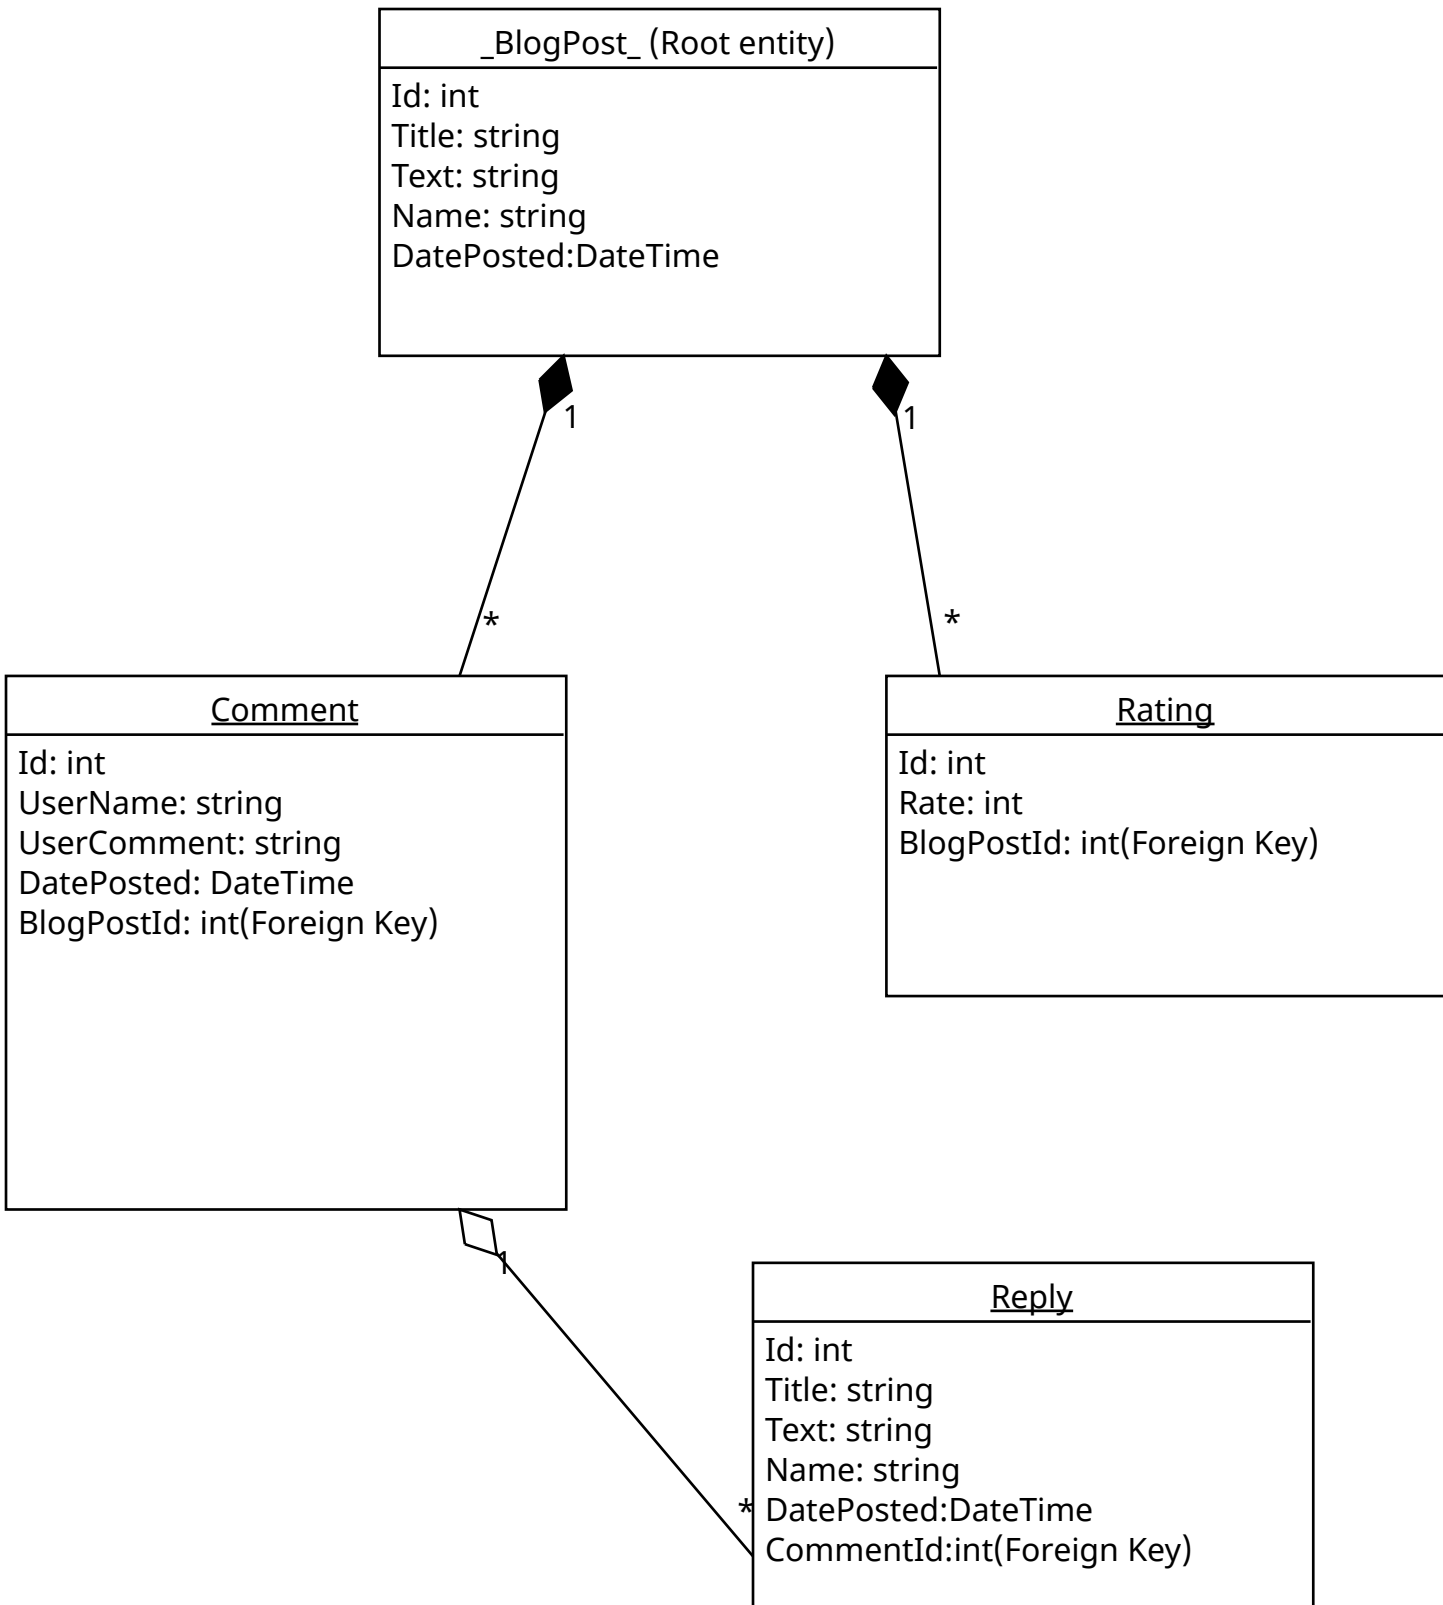 _BlogPost_ (Root entity)
Id: int
Title: string
Text: string
Name: string
DatePosted:DateTime
1
1
*
*
Comment
Id: int
UserName: string
UserComment: string
DatePosted: DateTime
BlogPostId: int(Foreign Key)
Rating
Id: int
Rate: int
BlogPostId: int(Foreign Key)
1
*
Reply
Id: int
Title: string
Text: string
Name: string
DatePosted:DateTime
CommentId:int(Foreign Key)